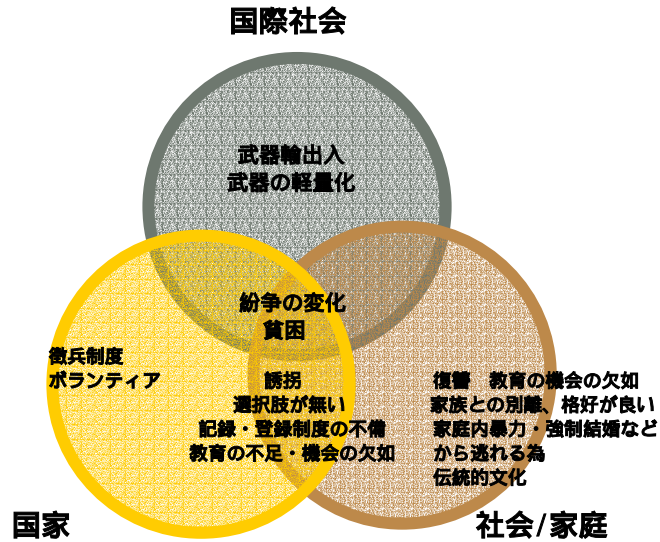 国際社会
武器輸出入
武器の軽量化
紛争の変化
貧困
徴兵制度
ボランティア
誘拐
選択肢が無い
記録・登録制度の不備
教育の不足・機会の欠如
復讐　教育の機会の欠如
家族との別離、格好が良い
家庭内暴力・強制結婚など
から逃れる為
伝統的文化
国家
社会/家庭